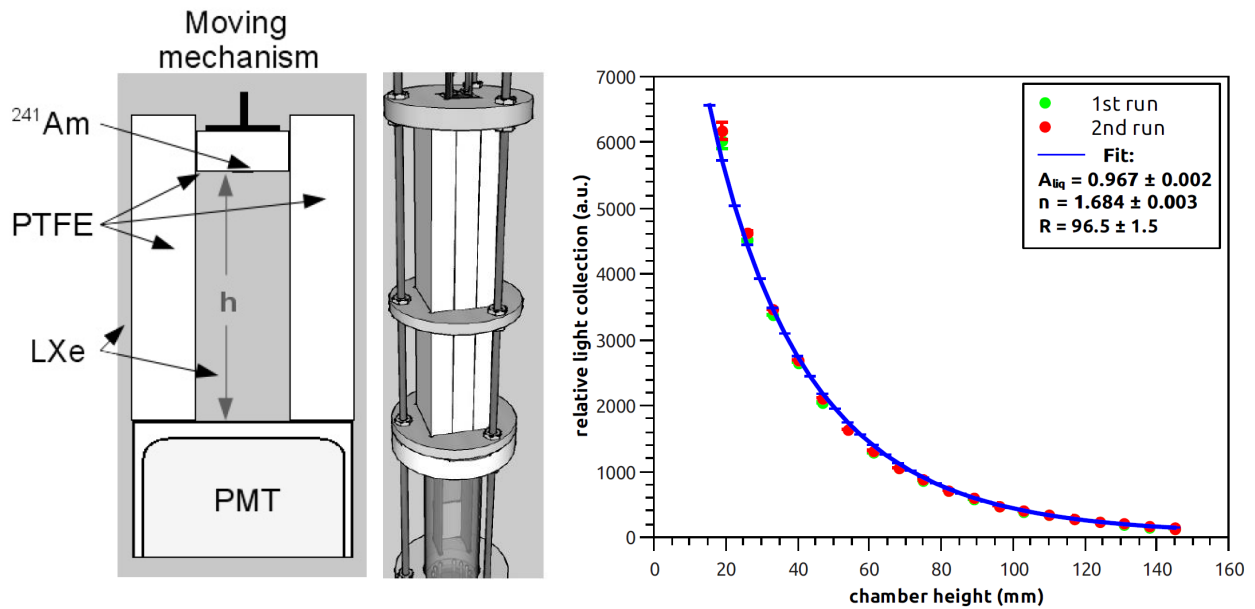 Moving
mechanism
²⁴¹Am
PTFE
LXe
h
PMT
relative light collection (a.u.)
7000
6000
5000
4000
3000
2000
1000
0
0
20
40
60
80
100
120
140
160
chamber height (mm)
1st run
2nd run
Fit:
A_liq = 0.967 ± 0.002
n = 1.684 ± 0.003
R = 96.5 ± 1.5